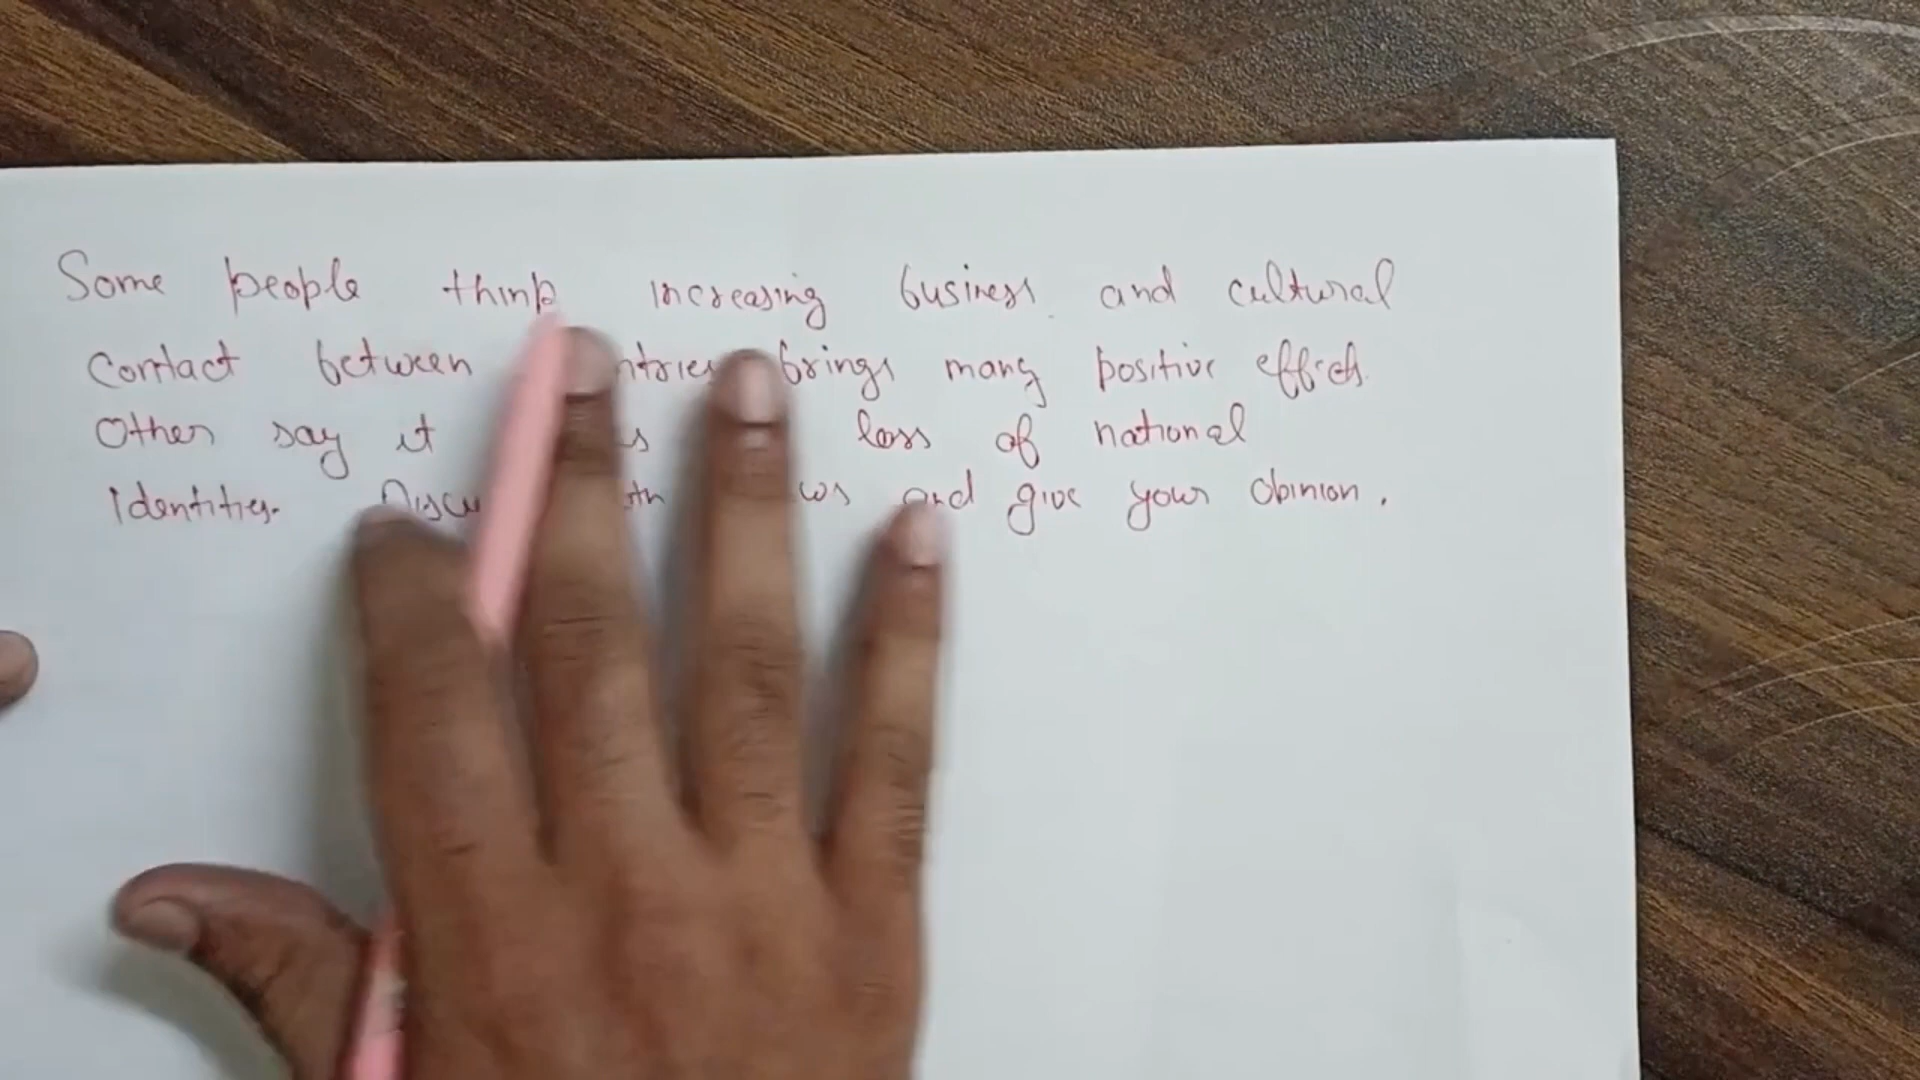 Some people think increasing business and cultural
Contact between brings many positive effects.
Other say it loss of national
identities. and give your opinion.